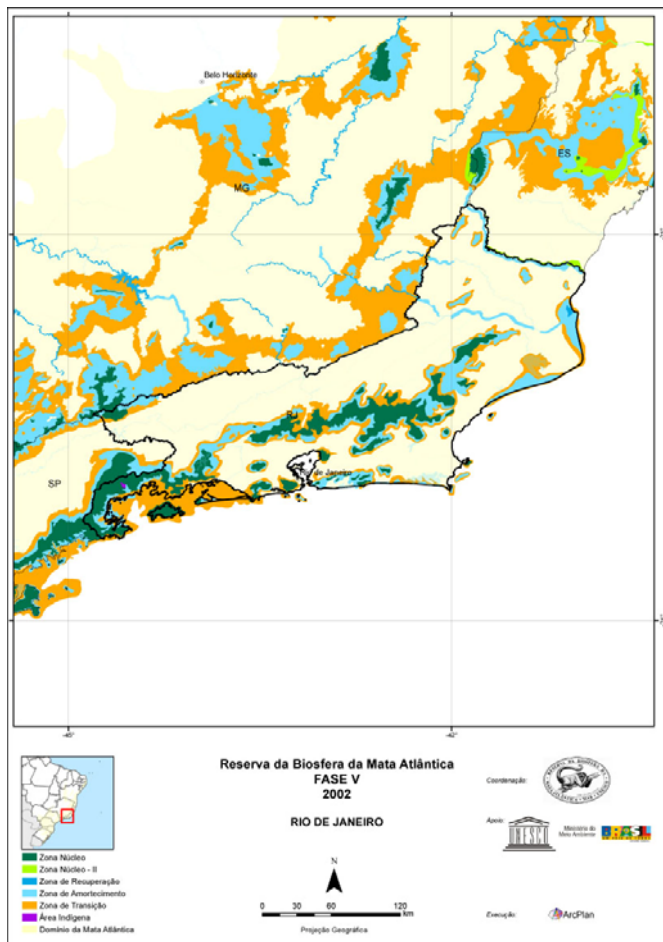 Belo Horizonte
MG
ES
RJ
Rio de Janeiro
SP
-45°
-42°
Reserva da Biosfera da Mata Atlântica
FASE V
2002
RIO DE JANEIRO
Coordenação:
Apoio:
UNESCO
Ministério do
Meio Ambiente
BRASIL
Zona Núcleo
Zona Núcleo - II
Zona de Recuperação
Zona de Amortecimento
Zona de Transição
Área Indígena
Domínio da Mata Atlântica
N
0 30 60 120
km
Projeção Geográfica
Execução:
ArcPlan